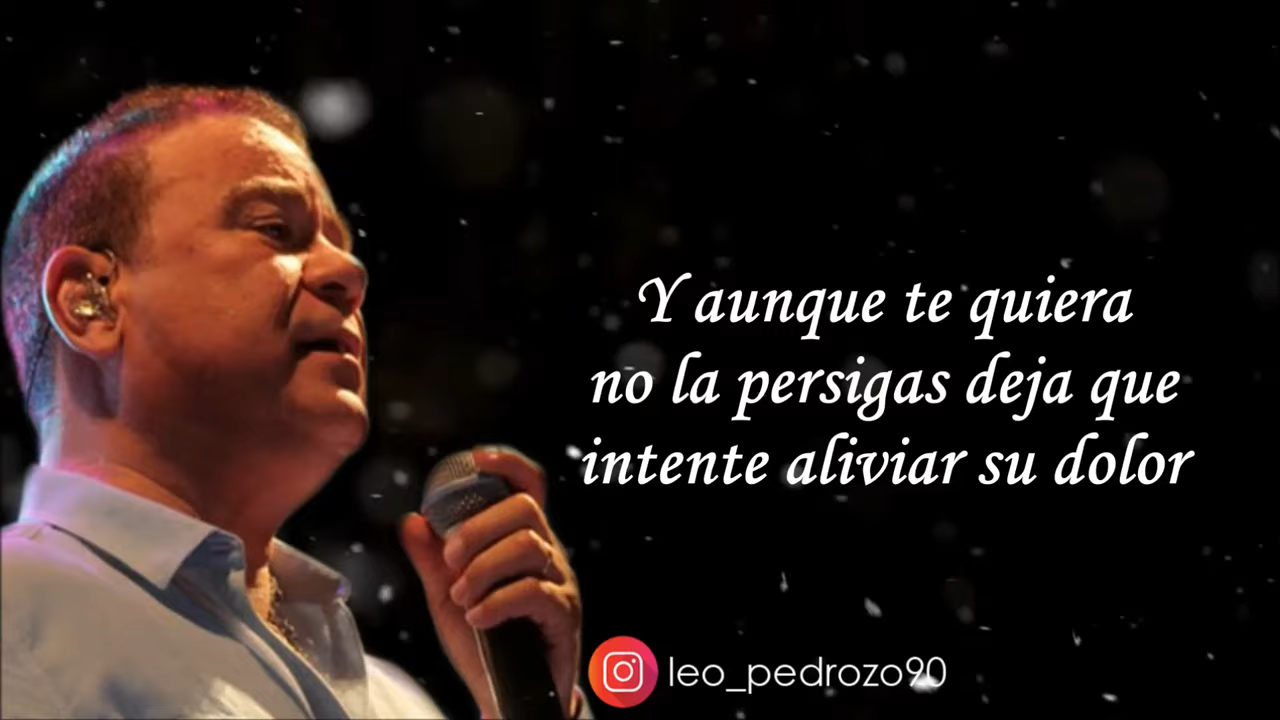 Y aunque te quiera
no la persigas deja que
intente aliviar su dolor
leo_pedrozo90